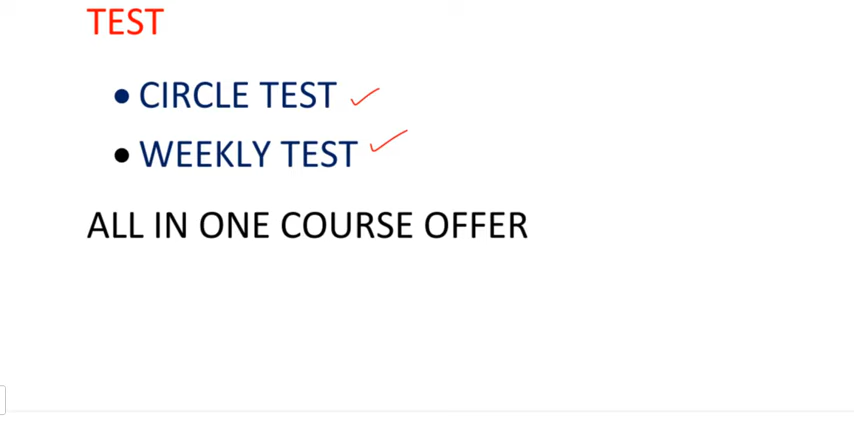 TEST
• CIRCLE TEST
• WEEKLY TEST
ALL IN ONE COURSE OFFER